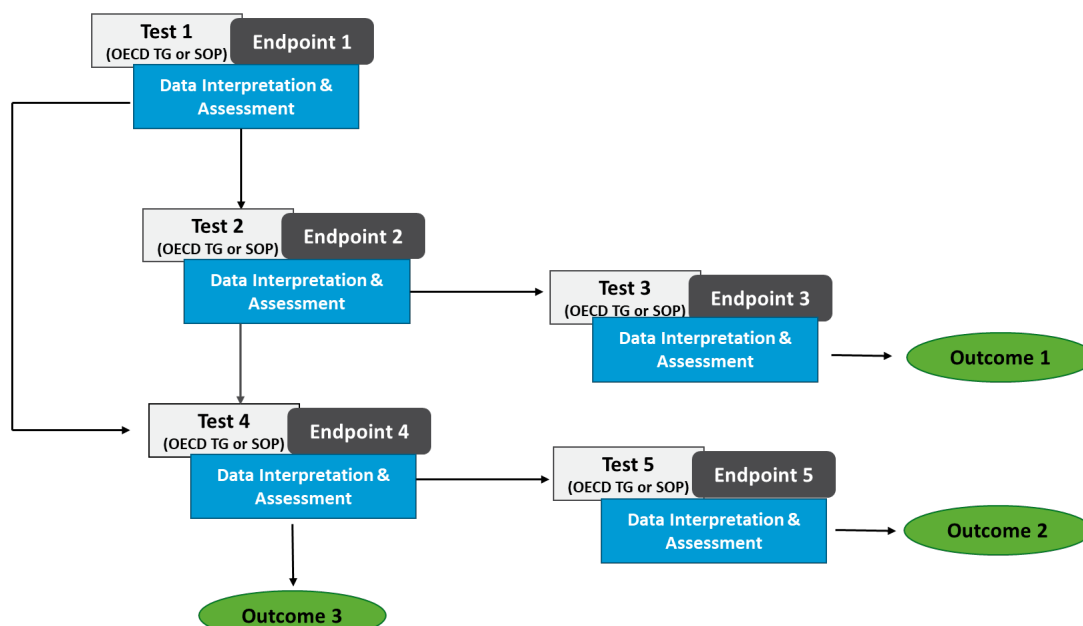 Test 1
(OECD TG or SOP)
Endpoint 1
Data Interpretation &
Assessment
Test 2
(OECD TG or SOP)
Endpoint 2
Data Interpretation &
Assessment
Test 3
(OECD TG or SOP)
Endpoint 3
Data Interpretation &
Assessment
Outcome 1
Test 4
(OECD TG or SOP)
Endpoint 4
Data Interpretation &
Assessment
Test 5
(OECD TG or SOP)
Endpoint 5
Data Interpretation &
Assessment
Outcome 2
Outcome 3